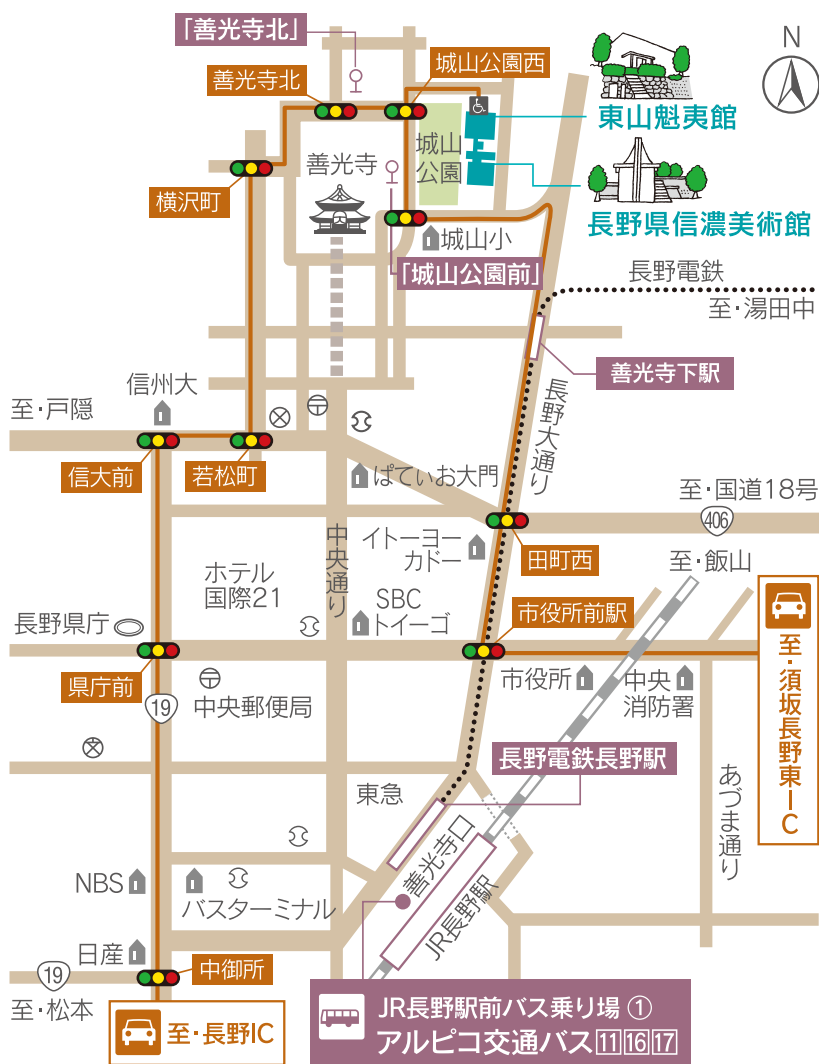 「善光寺北」
N
善光寺北
城山公園西
東山魁夷館
城山
公園
善光寺
横沢町
長野県信濃美術館
城山小
「城山公園前」
長野電鉄
至・湯田中
善光寺下駅
信州大
至・戸隠
長野大通り
信大前
若松町
ぱてぃお大門
至・国道18号
406
中央通り
イトーヨー
カドー
田町西
至・飯山
ホテル
国際21
SBC
トイーゴ
市役所前駅
長野県庁
至・須坂長野東IC
県庁前
市役所
中央
消防署
19
中央郵便局
長野電鉄長野駅
東急
あづま通り
善光寺口
JR長野駅
NBS
バスターミナル
日産
中御所
19
至・松本
至・長野IC
JR長野駅前バス乗り場 ①
アルピコ交通バス 11 16 17